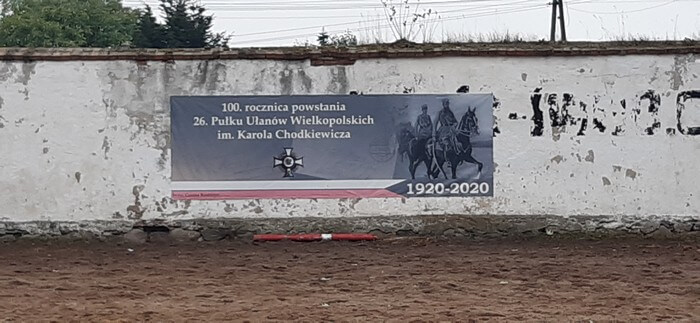 100. rocznica powstania
26. Pułku Ułanów Wielkopolskich
im. Karola Chodkiewicza
1920-2020